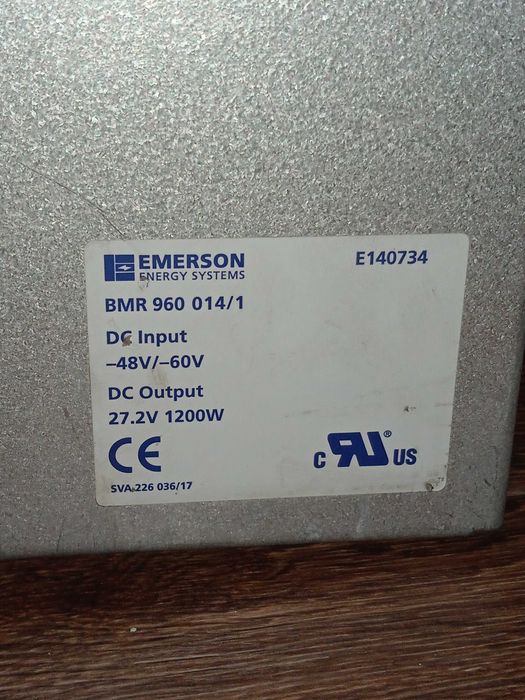 EMERSON
ENERGY SYSTEMS
E140734
BMR 960 014/1
DC Input
–48V/–60V
DC Output
27.2V 1200W
CE
C RU® US
SVA 226 036/17